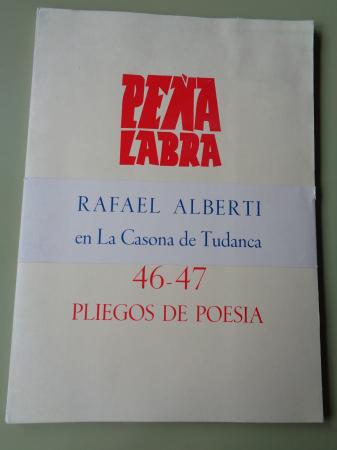 PEÑA
LABRA
RAFAEL ALBERTI
en La Casona de Tudanca
46-47
PLIEGOS DE POESIA